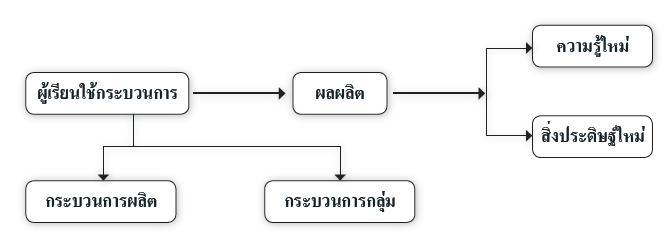 ความรู้ใหม่
ผู้เรียนใช้กระบวนการ
ผลผลิต
สิ่งประดิษฐ์ใหม่
กระบวนการผลิต
กระบวนการกลุ่ม